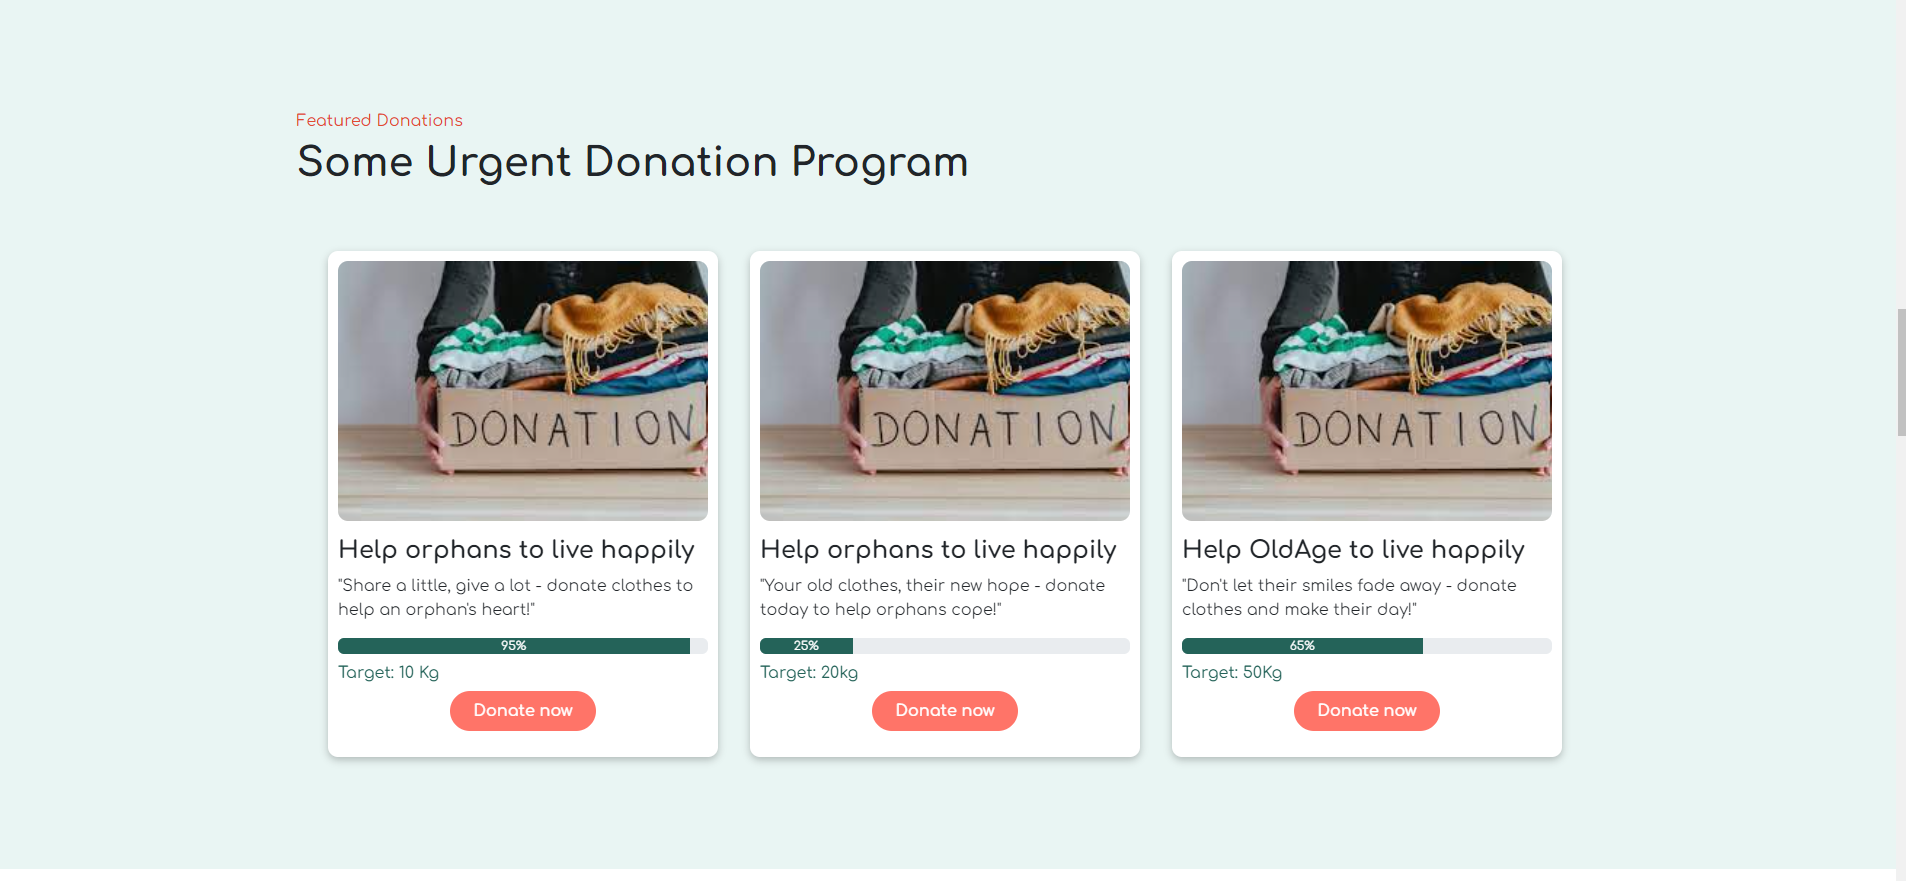 Featured Donations
Some Urgent Donation Program
DONATION
DONATION
DONATION
Help orphans to live happily
"Share a little, give a lot - donate clothes to
help an orphan's heart!"
95%
Target: 10 Kg
Donate now
Help orphans to live happily
"Your old clothes, their new hope - donate
today to help orphans cope!"
25%
Target: 20kg
Donate now
Help OldAge to live happily
"Don't let their smiles fade away - donate
clothes and make their day!"
65%
Target: 50Kg
Donate now